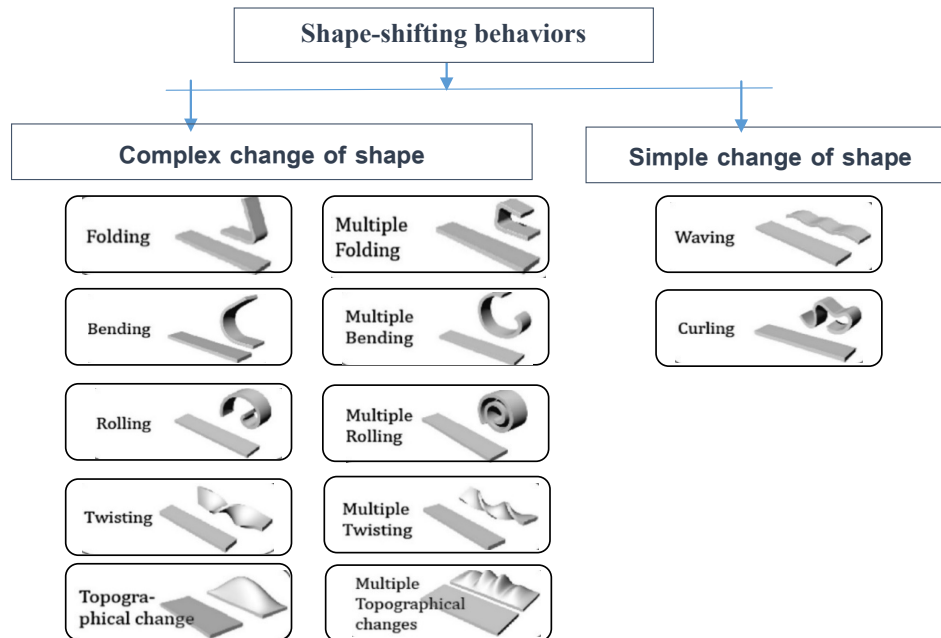 Shape-shifting behaviors
Complex change of shape
Simple change of shape
Folding
Multiple
Folding
Waving
Bending
Multiple
Bending
Curling
Rolling
Multiple
Rolling
Twisting
Multiple
Twisting
Topogra-
phical change
Multiple
Topographical
changes